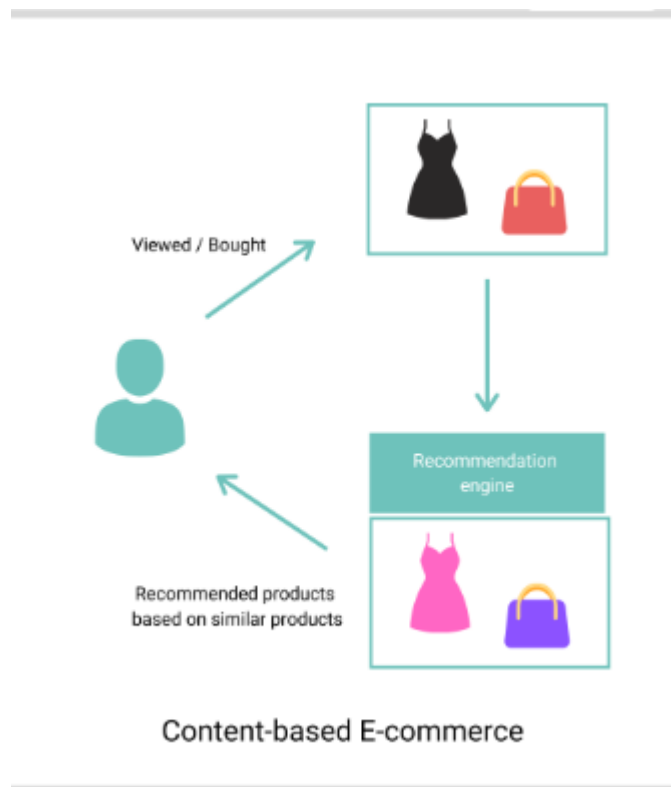 Viewed / Bought
Recommendation
engine
Recommended products
based on similar products
Content-based E-commerce